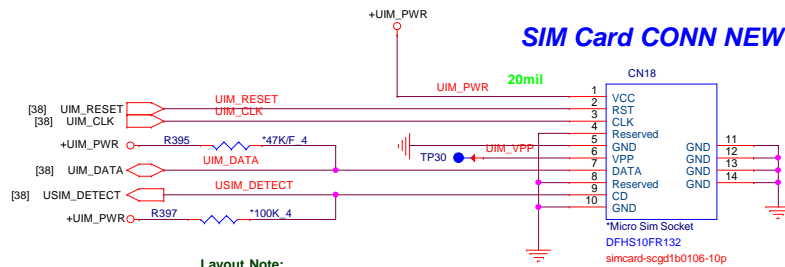 +UIM_PWR
SIM Card CONN NEW
CN18
UIM_PWR
20mil
1 VCC
[38] UIM_RESET UIM_RESET 2 RST
[38] UIM_CLK UIM_CLK 3 CLK
4 Reserved
+UIM_PWR R395 *47K/F_4 5 GND GND 11
TP30 UIM_VPP 6 VPP GND 12
[38] UIM_DATA UIM_DATA 7 DATA GND 13
8 Reserved GND 14
[38] USIM_DETECT USIM_DETECT 9 CD
+UIM_PWR R397 *100K_4 10 GND
*Micro Sim Socket
DFHS10FR132
simcard-scgd1b0106-10p
Layout Note: